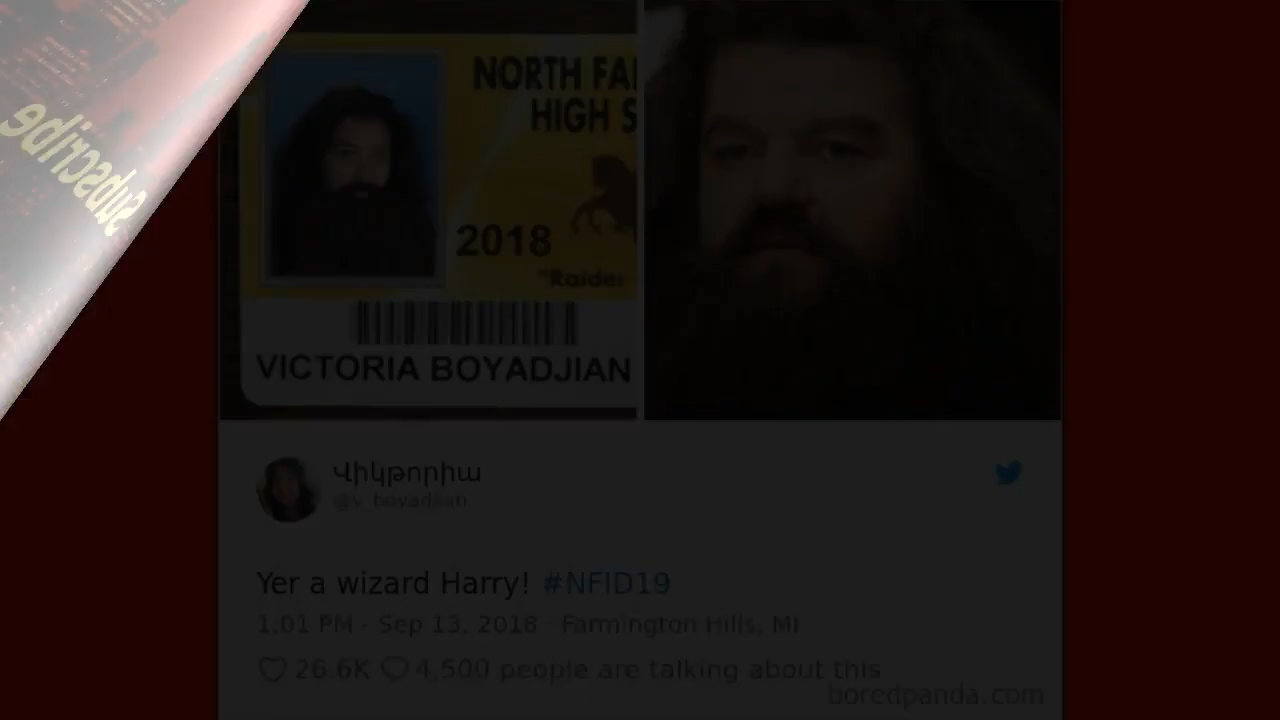 Subscribe
NORTH FA
HIGH S
2018
"Raider
VICTORIA BOYADJIAN
Վիկթորիա
@v_boyadjian
Yer a wizard Harry! #NFID19
1:01 PM - Sep 13, 2018 · Farmington Hills, MI
26.6K 4,500 people are talking about this
boredpanda.com